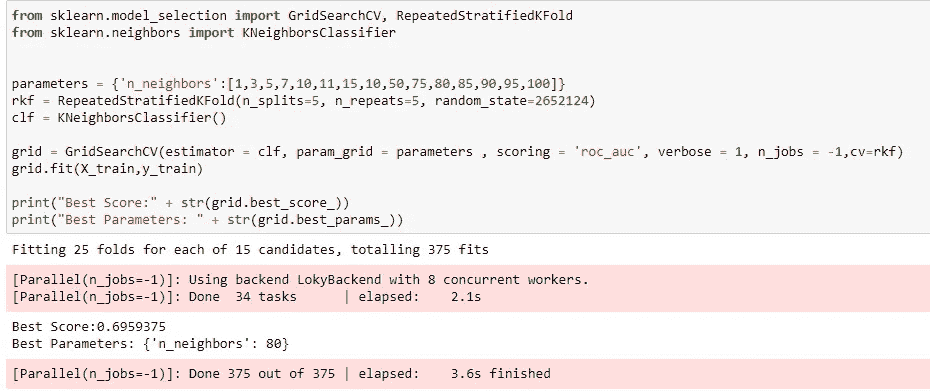 from sklearn.model_selection import GridSearchCV, RepeatedStratifiedKFold
from sklearn.neighbors import KNeighborsClassifier
parameters = {'n_neighbors':[1,3,5,7,10,11,15,10,50,75,80,85,90,95,100]}
rkf = RepeatedStratifiedKFold(n_splits=5, n_repeats=5, random_state=2652124)
clf = KNeighborsClassifier()
grid = GridSearchCV(estimator = clf, param_grid = parameters , scoring = 'roc_auc', verbose = 1, n_jobs = -1,cv=rkf)
grid.fit(X_train,y_train)
print("Best Score:" + str(grid.best_score_))
print("Best Parameters: " + str(grid.best_params_))
Fitting 25 folds for each of 15 candidates, totalling 375 fits
[Parallel(n_jobs=-1)]: Using backend LokyBackend with 8 concurrent workers.
[Parallel(n_jobs=-1)]: Done  34 tasks      | elapsed:    2.1s
Best Score:0.6959375
Best Parameters: {'n_neighbors': 80}
[Parallel(n_jobs=-1)]: Done 375 out of 375 | elapsed:    3.6s finished